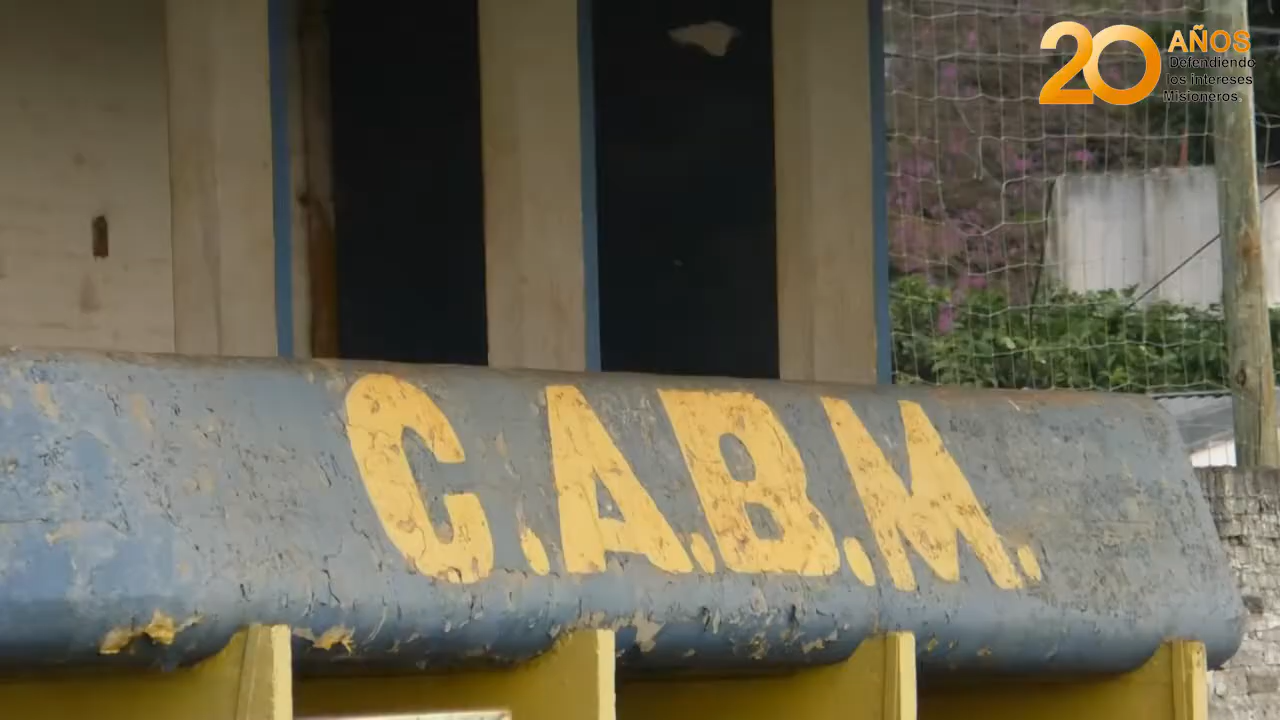 20 AÑOS
Defendiendo
los intereses
Misioneros.
C.A.B.M.